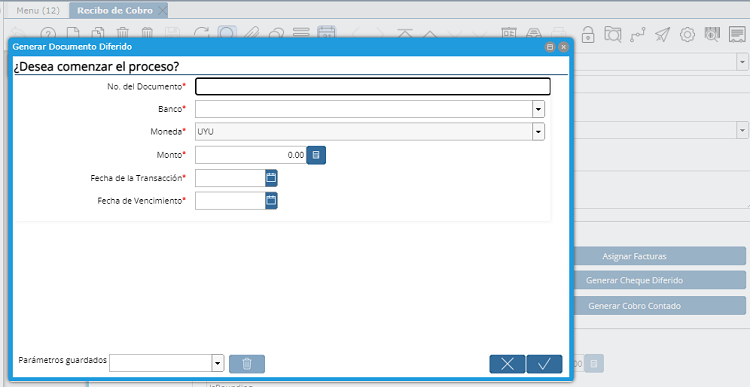 Menu (12)
Recibo de Cobro
Generar Documento Diferido
¿Desea comenzar el proceso?
No. del Documento*
Banco*
Moneda*
UYU
Monto*
0.00
Fecha de la Transacción*
Fecha de Vencimiento*
Asignar Facturas
Generar Cheque Diferido
Generar Cobro Contado
Parámetros guardados